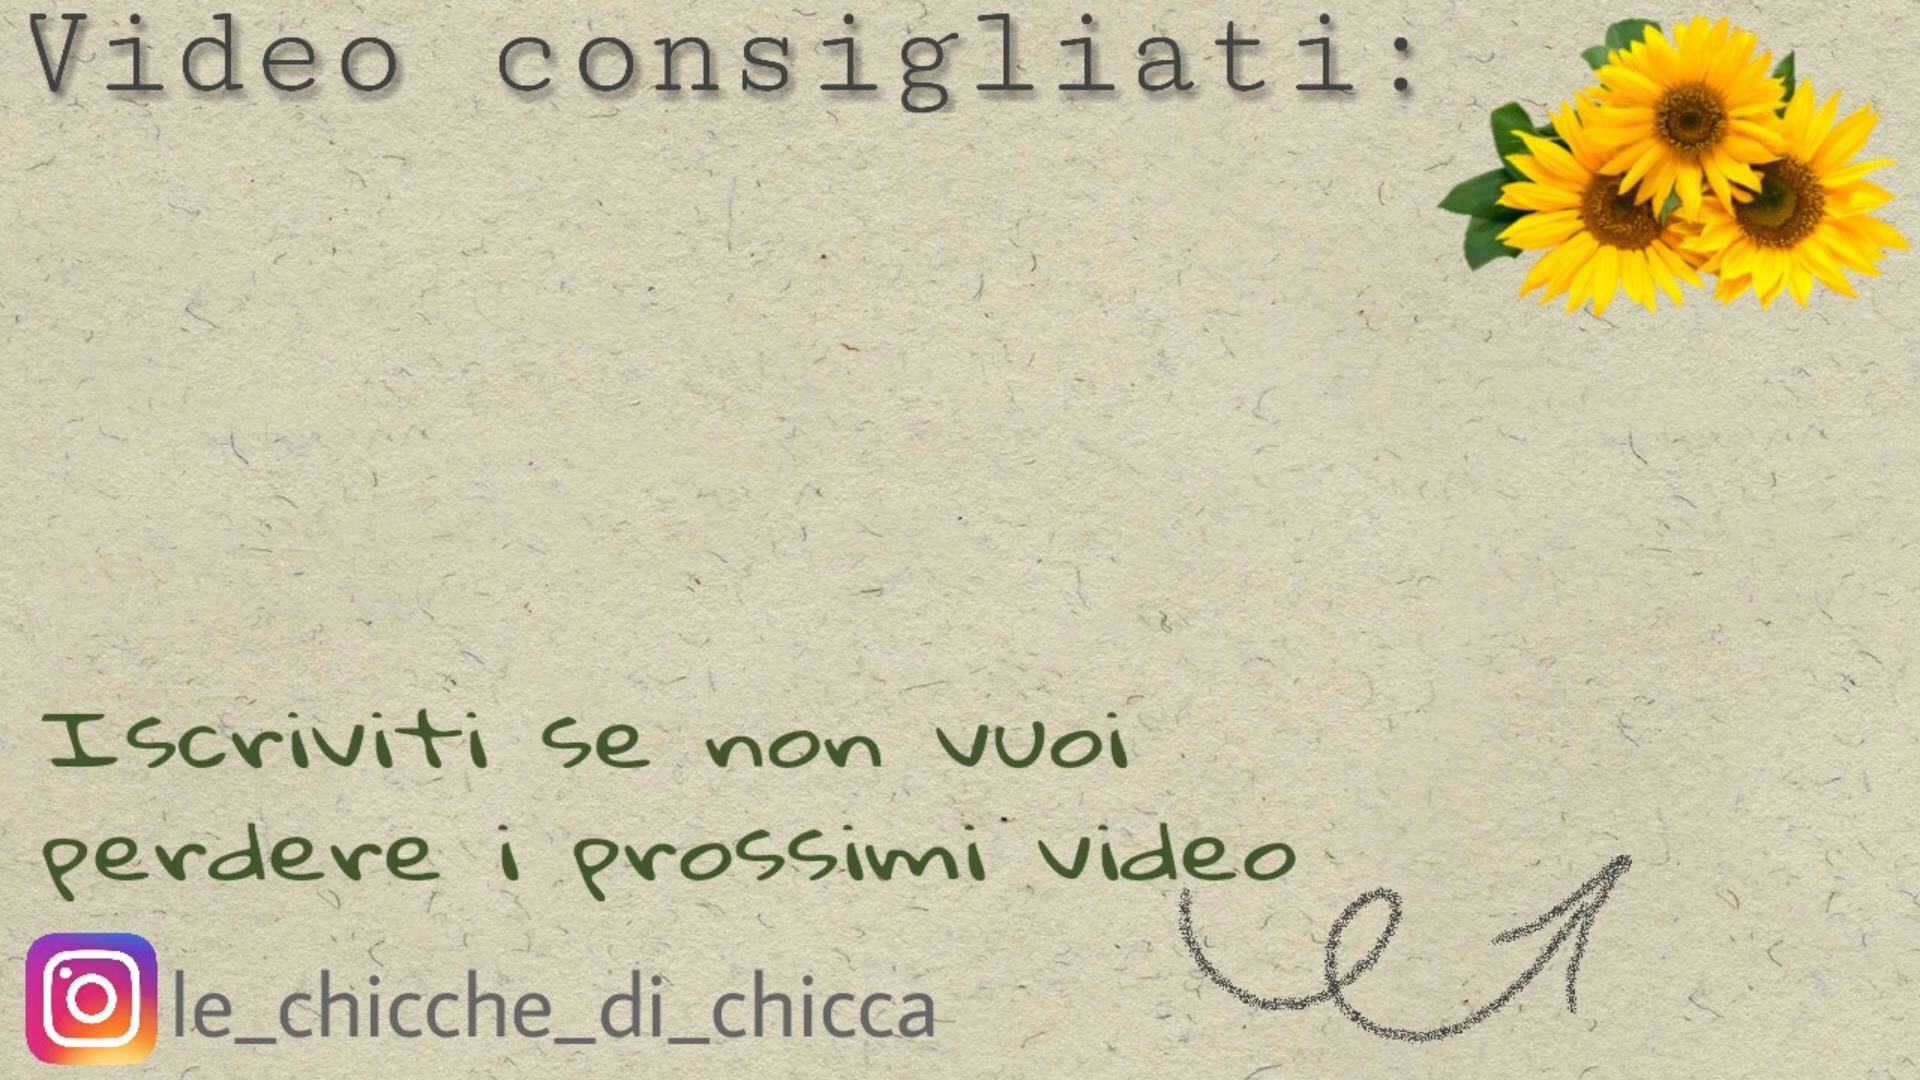 Video consigliati:
Iscriviti se non vuoi
perdere i prossimi video
le_chicche_di_chicca